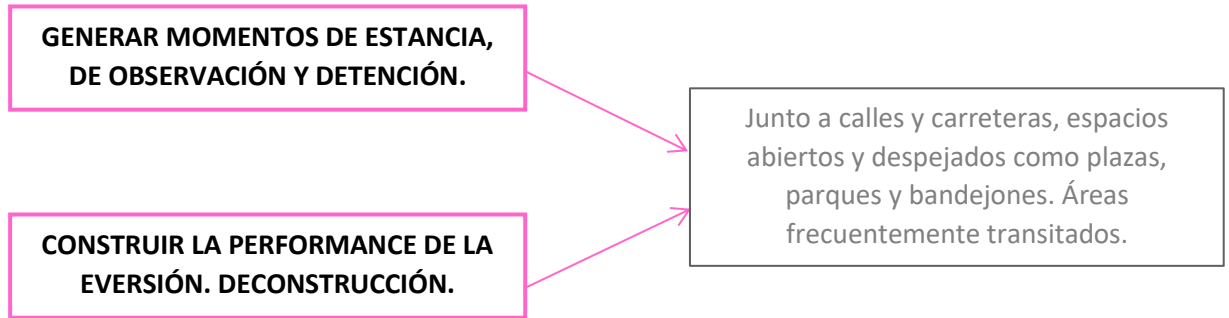 GENERAR MOMENTOS DE ESTANCIA,
DE OBSERVACIÓN Y DETENCIÓN.
CONSTRUIR LA PERFORMANCE DE LA
EVERSIÓN. DECONSTRUCCIÓN.
Junto a calles y carreteras, espacios
abiertos y despejados como plazas,
parques y bandejones. Áreas
frecuentemente transitados.